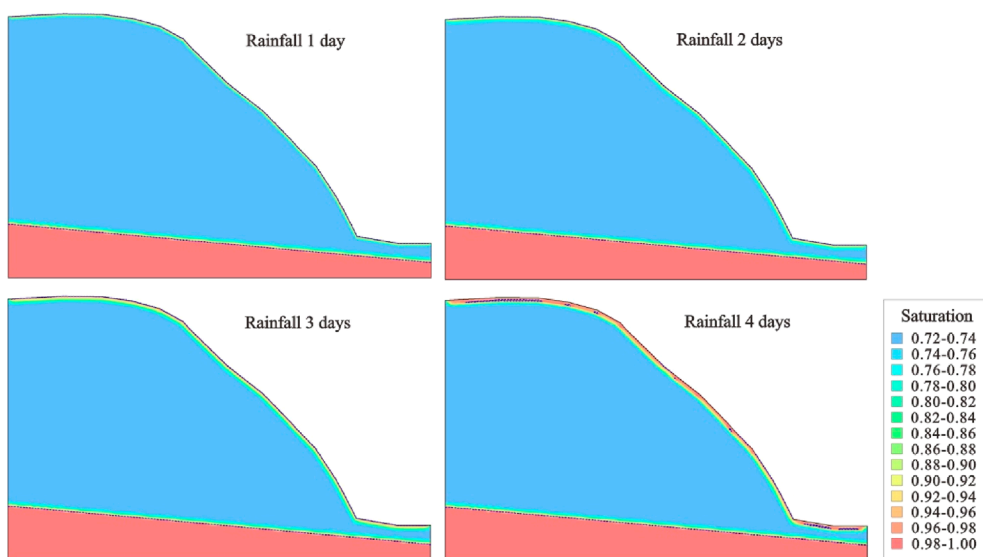 Rainfall 1 day
Rainfall 2 days
Rainfall 3 days
Rainfall 4 days
Saturation
0.72-0.74
0.74-0.76
0.76-0.78
0.78-0.80
0.80-0.82
0.82-0.84
0.84-0.86
0.86-0.88
0.88-0.90
0.90-0.92
0.92-0.94
0.94-0.96
0.96-0.98
0.98-1.00